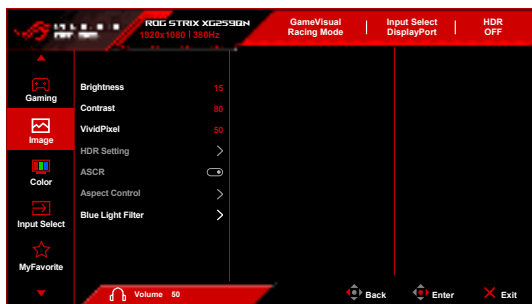 ROG STRIX XG259QN
1920x1080 | 380Hz
GameVisual
Racing Mode
Input Select
DisplayPort
HDR
OFF
Gaming
Image
Color
Input Select
MyFavorite
Brightness 15
Contrast 80
VividPixel 50
HDR Setting
ASCR
Aspect Control
Blue Light Filter
Volume 50
Back
Enter
Exit